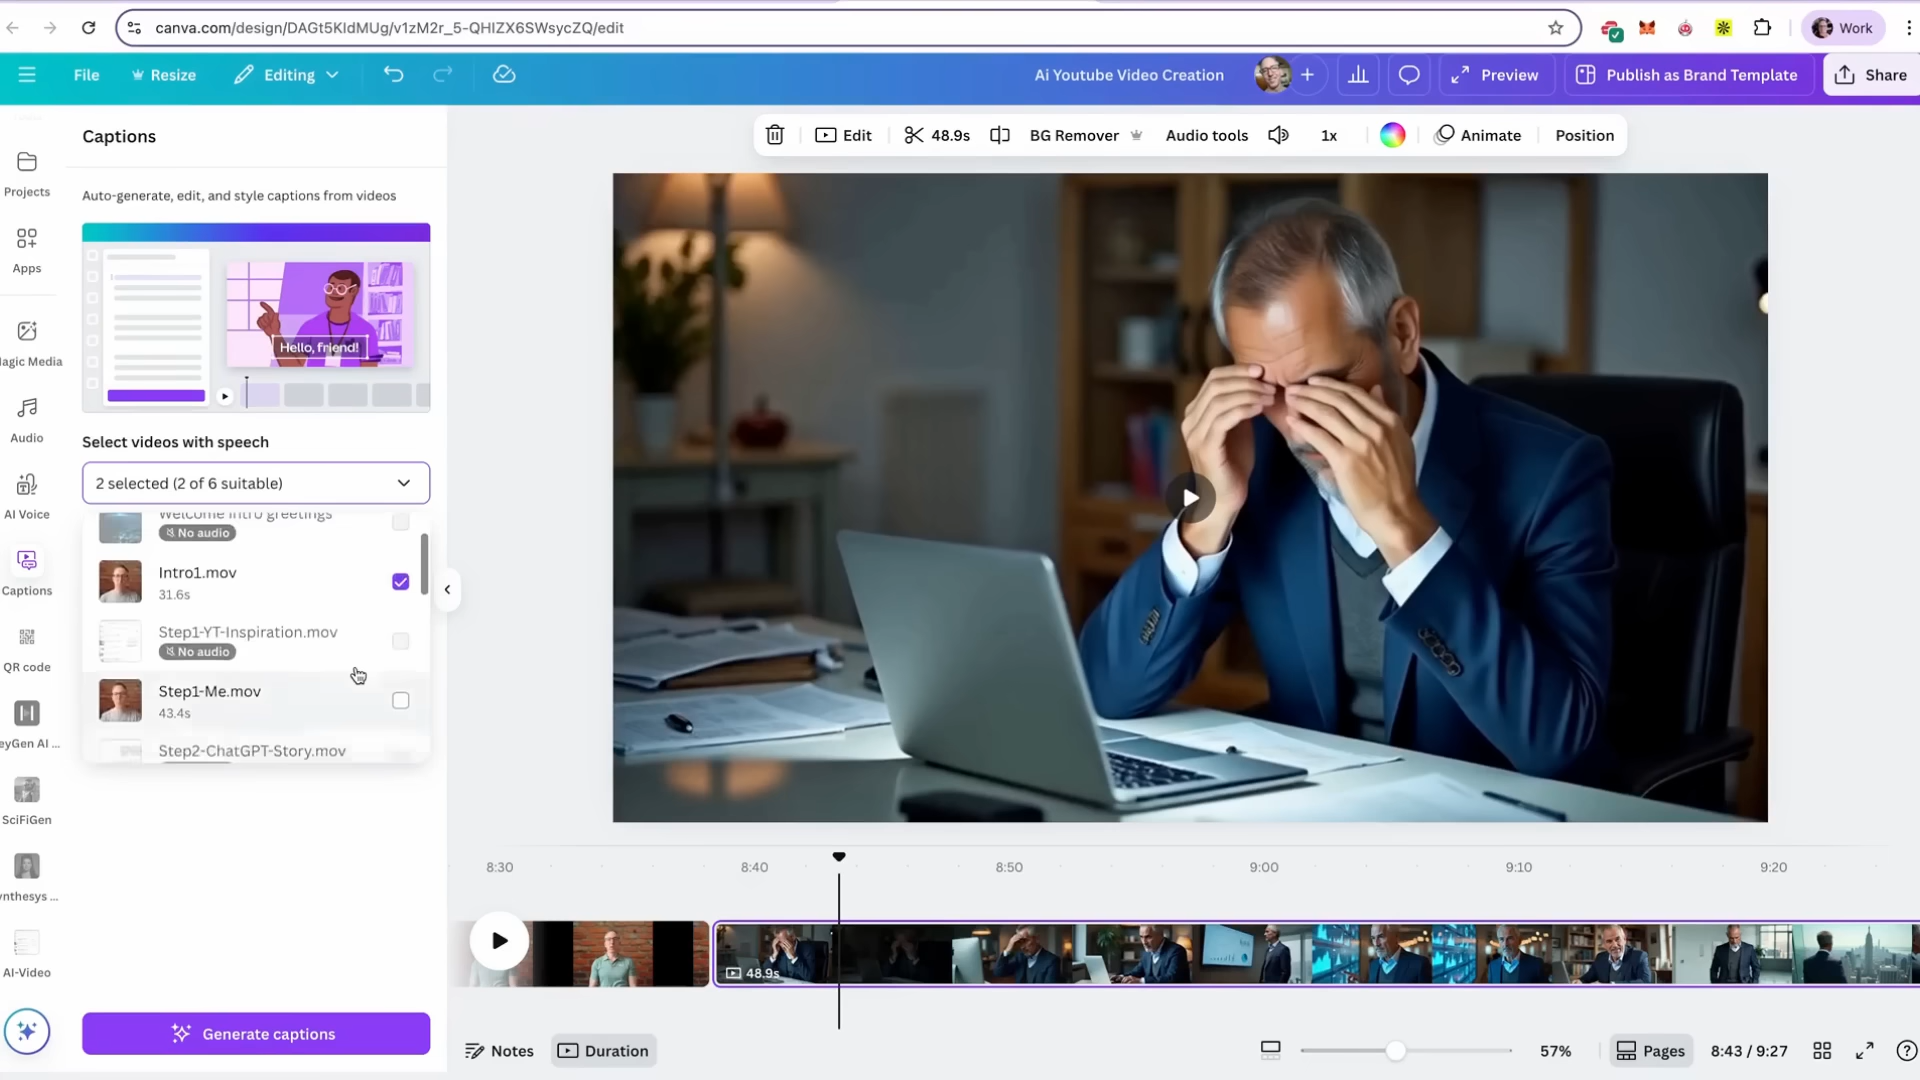 canva.com/design/DAGt5KldMUg/v1zM2r_5-QHIZX6SWsycZQ/edit
Work
File
Resize
Editing
Ai Youtube Video Creation
Preview
Publish as Brand Template
Share
Projects
Apps
Magic Media
Audio
AI Voice
Captions
QR code
eyGen AI ...
SciFiGen
ynthesys ...
AI-Video
Captions
Auto-generate, edit, and style captions from videos
Hello, friend!
Select videos with speech
2 selected (2 of 6 suitable)
Welcome intro greetings
No audio
Intro1.mov
31.6s
Step1-YT-Inspiration.mov
No audio
Step1-Me.mov
43.4s
Step2-ChatGPT-Story.mov
Generate captions
Edit
48.9s
BG Remover
Audio tools
1x
Animate
Position
8:30
8:40
8:50
9:00
9:10
9:20
48.9s
Notes
Duration
57%
Pages
8:43 / 9:27